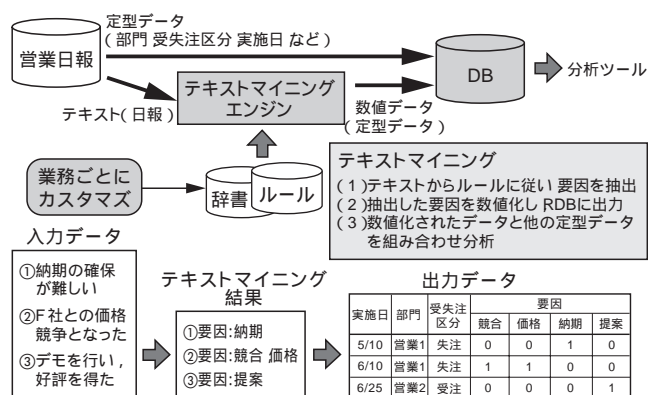 定型データ
(部門 受失注区分 実施日 など)
営業日報
DB
分析ツール
テキストマイニング
エンジン
テキスト(日報)
数値データ
(定型データ)
業務ごとに
カスタマズ
辞書
ルール
テキストマイニング
(1)テキストからルールに従い 要因を抽出
(2)抽出した要因を数値化し RDBに出力
(3)数値化されたデータと他の定型データ
を組み合わせ分析
入力データ
①納期の確保
が難しい
②F社との価格
競争となった
③デモを行い,
好評を得た
テキストマイニング
結果
①要因:納期
②要因:競合 価格
③要因:提案
出力データ
実施日 部門 受失注区分 要因
競合 価格 納期 提案
5/10 営業1 失注 0 0 1 0
6/10 営業1 失注 1 1 0 0
6/25 営業2 受注 0 0 0 1